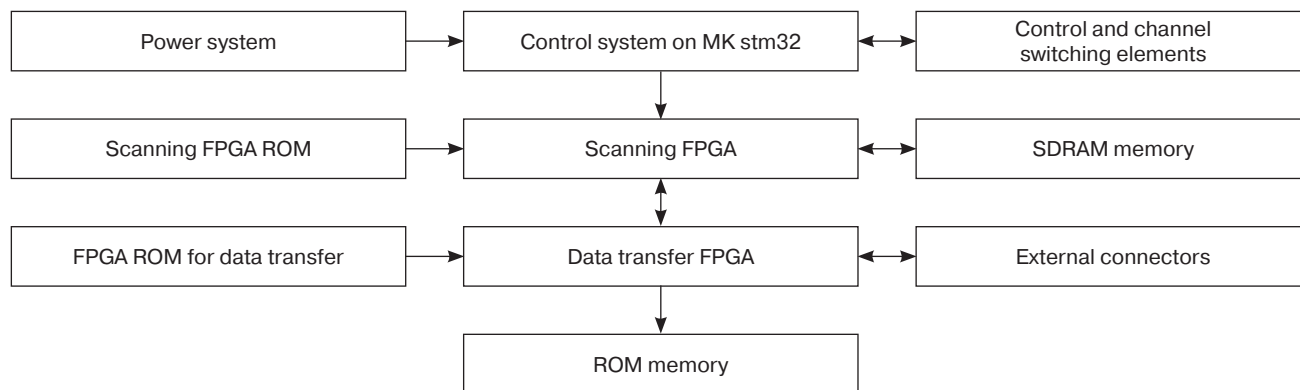 Power system
Control system on MK stm32
Control and channel
switching elements
Scanning FPGA ROM
Scanning FPGA
SDRAM memory
FPGA ROM for data transfer
Data transfer FPGA
External connectors
ROM memory